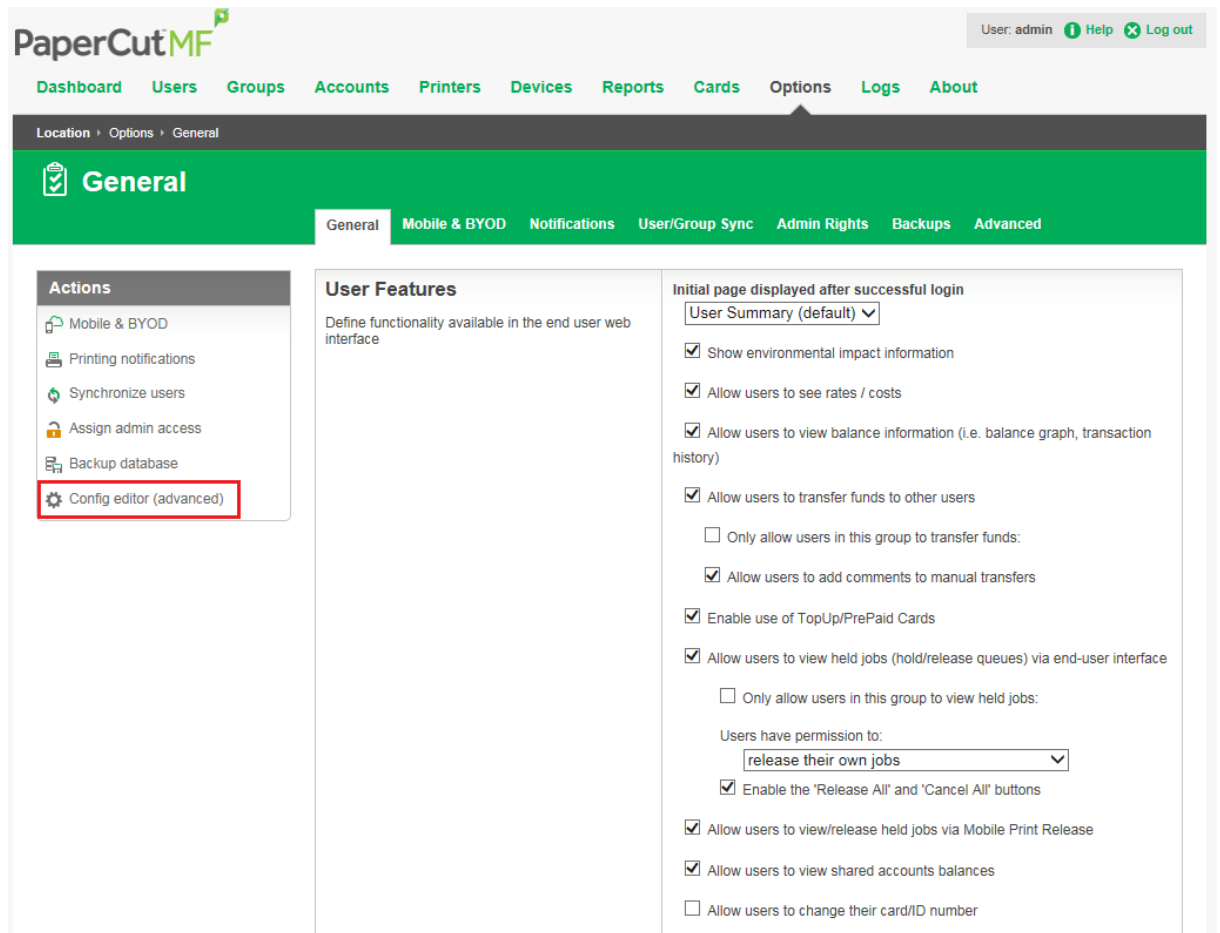 PaperCut MF
User: admin Help Log out
Dashboard Users Groups Accounts Printers Devices Reports Cards Options Logs About
Location Options General
General
General Mobile & BYOD Notifications User/Group Sync Admin Rights Backups Advanced
Actions
Mobile & BYOD
Printing notifications
Synchronize users
Assign admin access
Backup database
Config editor (advanced)
User Features
Define functionality available in the end user web
interface
Initial page displayed after successful login
User Summary (default)
Show environmental impact information
Allow users to see rates / costs
Allow users to view balance information (i.e. balance graph, transaction
history)
Allow users to transfer funds to other users
Only allow users in this group to transfer funds:
Allow users to add comments to manual transfers
Enable use of TopUp/PrePaid Cards
Allow users to view held jobs (hold/release queues) via end-user interface
Only allow users in this group to view held jobs:
Users have permission to:
release their own jobs
Enable the 'Release All' and 'Cancel All' buttons
Allow users to view/release held jobs via Mobile Print Release
Allow users to view shared accounts balances
Allow users to change their card/ID number